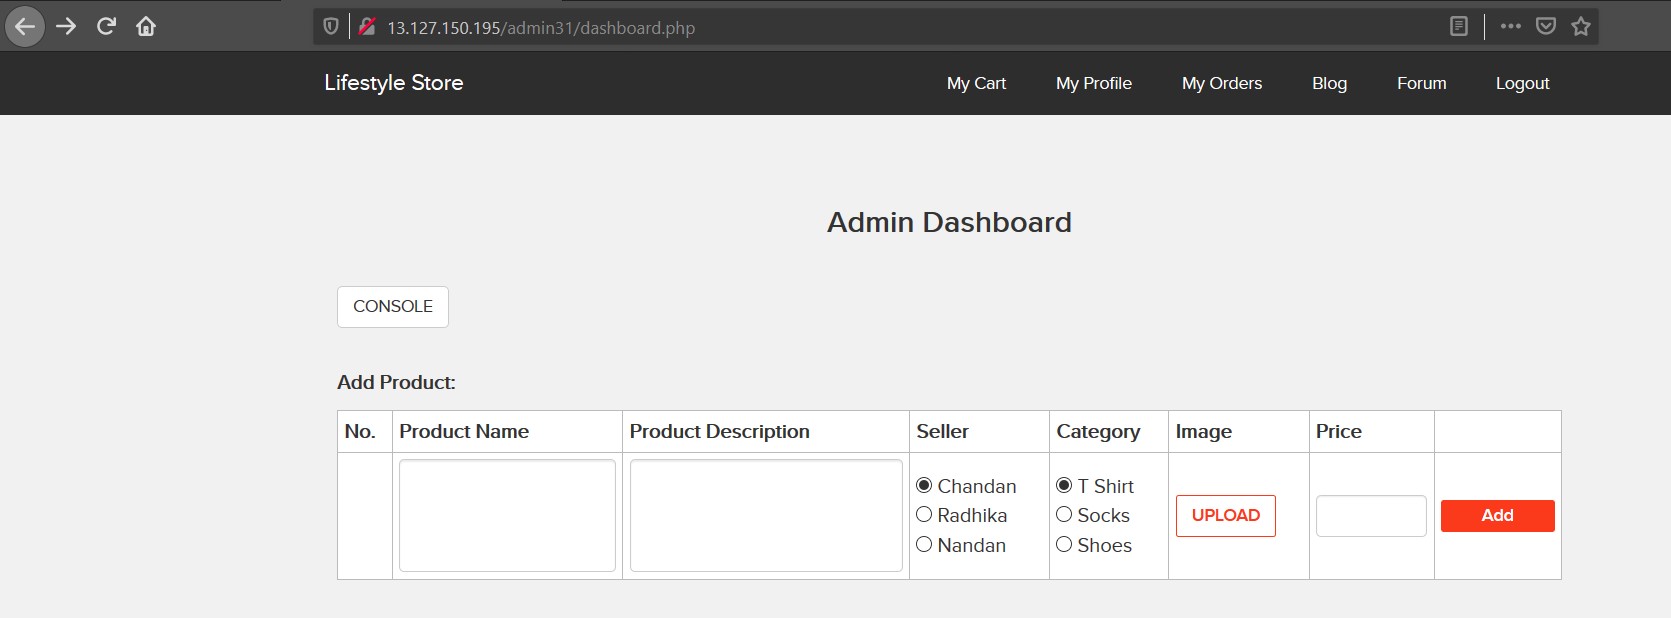 13.127.150.195/admin31/dashboard.php
Lifestyle Store My Cart My Profile My Orders Blog Forum Logout
Admin Dashboard
CONSOLE
Add Product:
No. Product Name Product Description Seller Category Image Price
Chandan T Shirt
Radhika Socks UPLOAD Add
Nandan Shoes